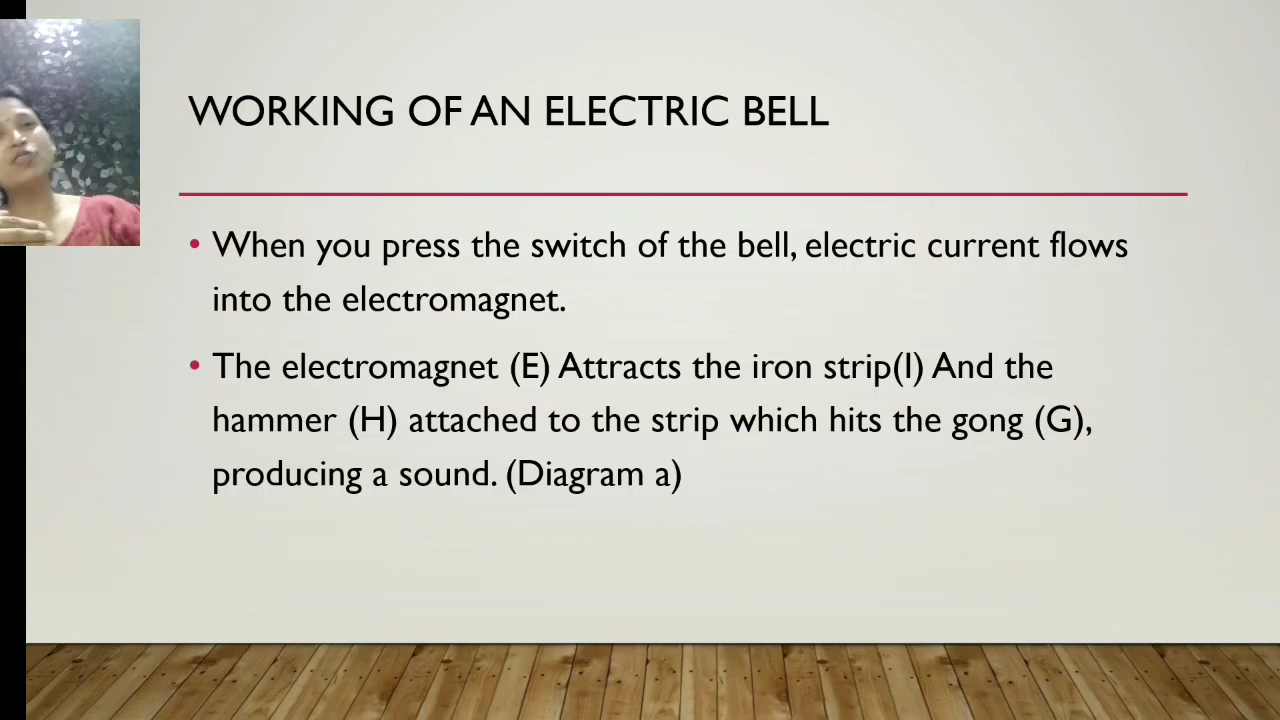 WORKING OF AN ELECTRIC BELL
• When you press the switch of the bell, electric current flows
into the electromagnet.
• The electromagnet (E) Attracts the iron strip(I) And the
hammer (H) attached to the strip which hits the gong (G),
producing a sound. (Diagram a)